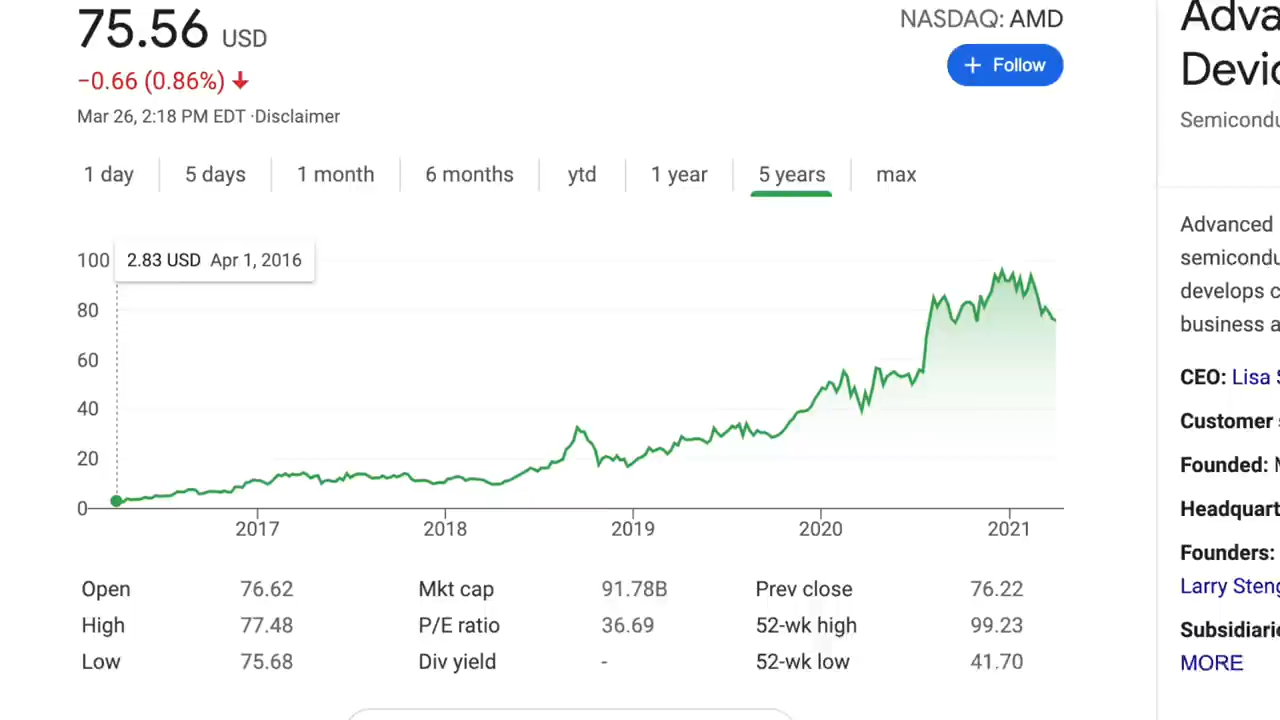 75.56 USD
NASDAQ: AMD
Adva
Devic
+ Follow
−0.66 (0.86%)
Mar 26, 2:18 PM EDT ·Disclaimer
Semicondu
1 day 5 days 1 month 6 months ytd 1 year 5 years max
2.83 USD Apr 1, 2016
100
80
60
40
20
0
2017 2018 2019 2020 2021
Open 76.62 Mkt cap 91.78B Prev close 76.22
High 77.48 P/E ratio 36.69 52-wk high 99.23
Low 75.68 Div yield - 52-wk low 41.70
Advanced
semicondu
develops c
business a
CEO: Lisa S
Customer s
Founded: M
Headquart
Founders:
Larry Steng
Subsidiarie
MORE